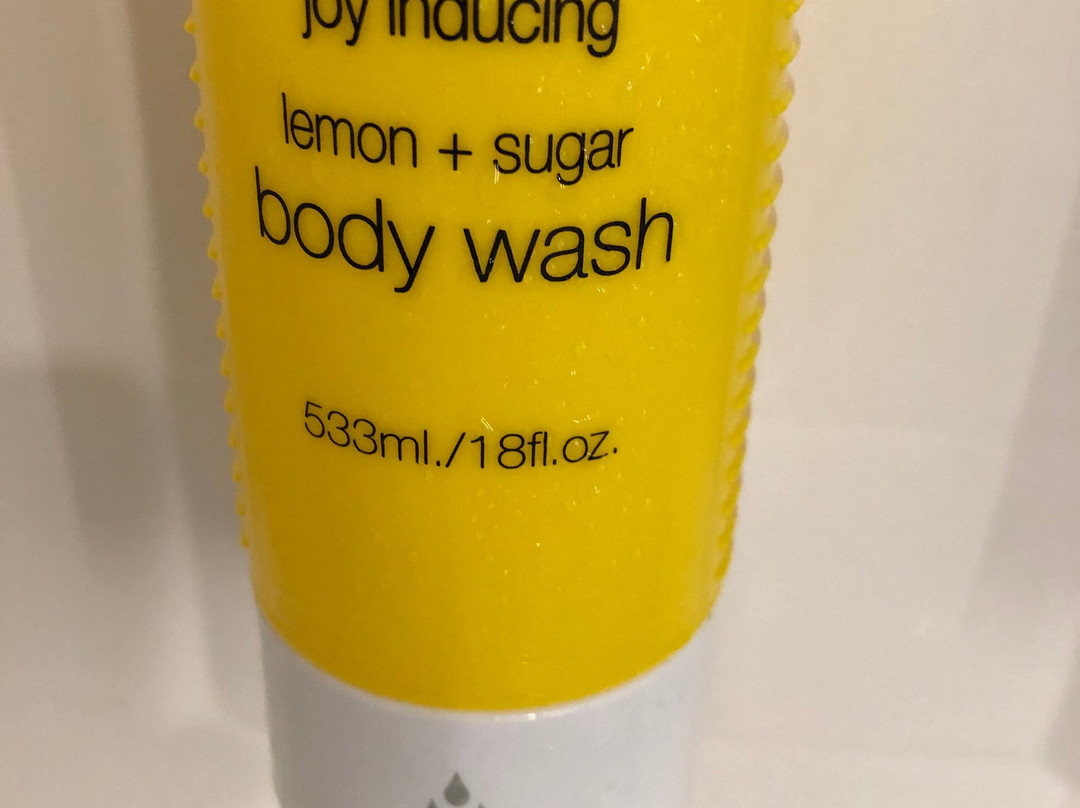 joy inducing
lemon + sugar
body wash
533ml./18fl.oz.